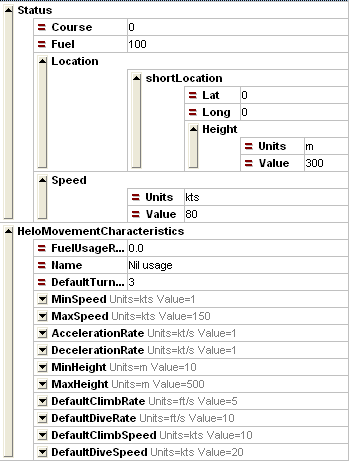 Status
Course 0
Fuel 100
Location
shortLocation
Lat 0
Long 0
Height
Units m
Value 300
Speed
Units kts
Value 80
HeloMovementCharacteristics
FuelUsageR... 0.0
Name Nil usage
DefaultTurn... 3
MinSpeed Units=kts Value=1
MaxSpeed Units=kts Value=150
AccelerationRate Units=kt/s Value=1
DecelerationRate Units=kt/s Value=1
MinHeight Units=m Value=10
MaxHeight Units=m Value=500
DefaultClimbRate Units=ft/s Value=5
DefaultDiveRate Units=ft/s Value=10
DefaultClimbSpeed Units=kts Value=10
DefaultDiveSpeed Units=kts Value=20